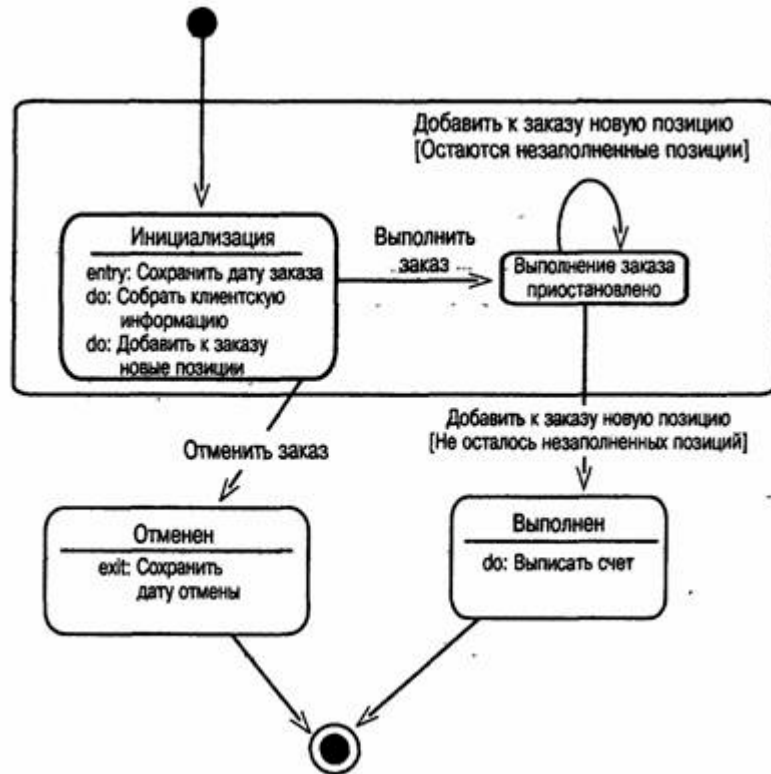 Добавить к заказу новую позицию
[Остаются незаполненные позиции]
Инициализация
entry: Сохранить дату заказа
do: Собрать клиентскую
информацию
do: Добавить к заказу
новые позиции
Выполнить
заказ ...
Выполнение заказа
приостановлено
Отменить заказ
Добавить к заказу новую позицию
[Не осталось незаполненных позиций]
Отменен
exit: Сохранить
дату отмены
Выполнен
do: Выписать счет